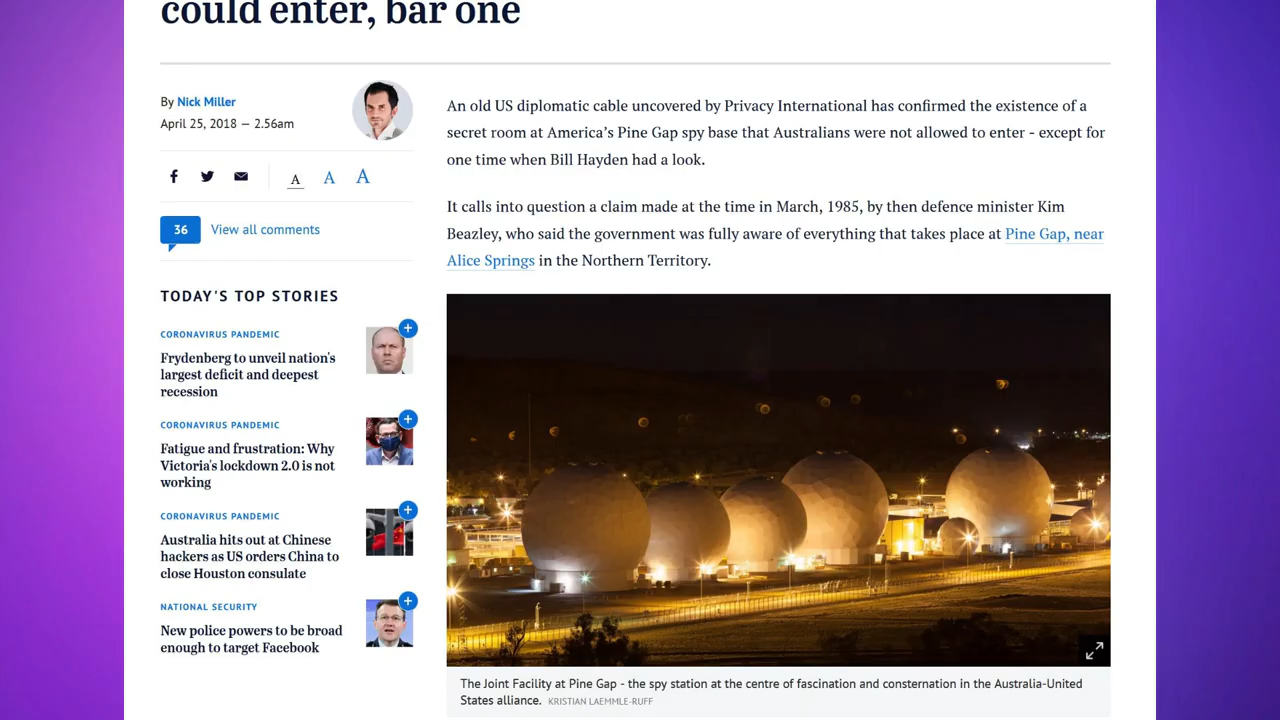 could enter, bar one
By Nick Miller
April 25, 2018 — 2.56am
A A A
36 View all comments
TODAY'S TOP STORIES
CORONAVIRUS PANDEMIC
Frydenberg to unveil nation's
largest deficit and deepest
recession
CORONAVIRUS PANDEMIC
Fatigue and frustration: Why
Victoria's lockdown 2.0 is not
working
CORONAVIRUS PANDEMIC
Australia hits out at Chinese
hackers as US orders China to
close Houston consulate
NATIONAL SECURITY
New police powers to be broad
enough to target Facebook
An old US diplomatic cable uncovered by Privacy International has confirmed the existence of a
secret room at America's Pine Gap spy base that Australians were not allowed to enter - except for
one time when Bill Hayden had a look.
It calls into question a claim made at the time in March, 1985, by then defence minister Kim
Beazley, who said the government was fully aware of everything that takes place at Pine Gap, near
Alice Springs in the Northern Territory.
The Joint Facility at Pine Gap - the spy station at the centre of fascination and consternation in the Australia-United
States alliance. KRISTIAN LAEMMLE-RUFF